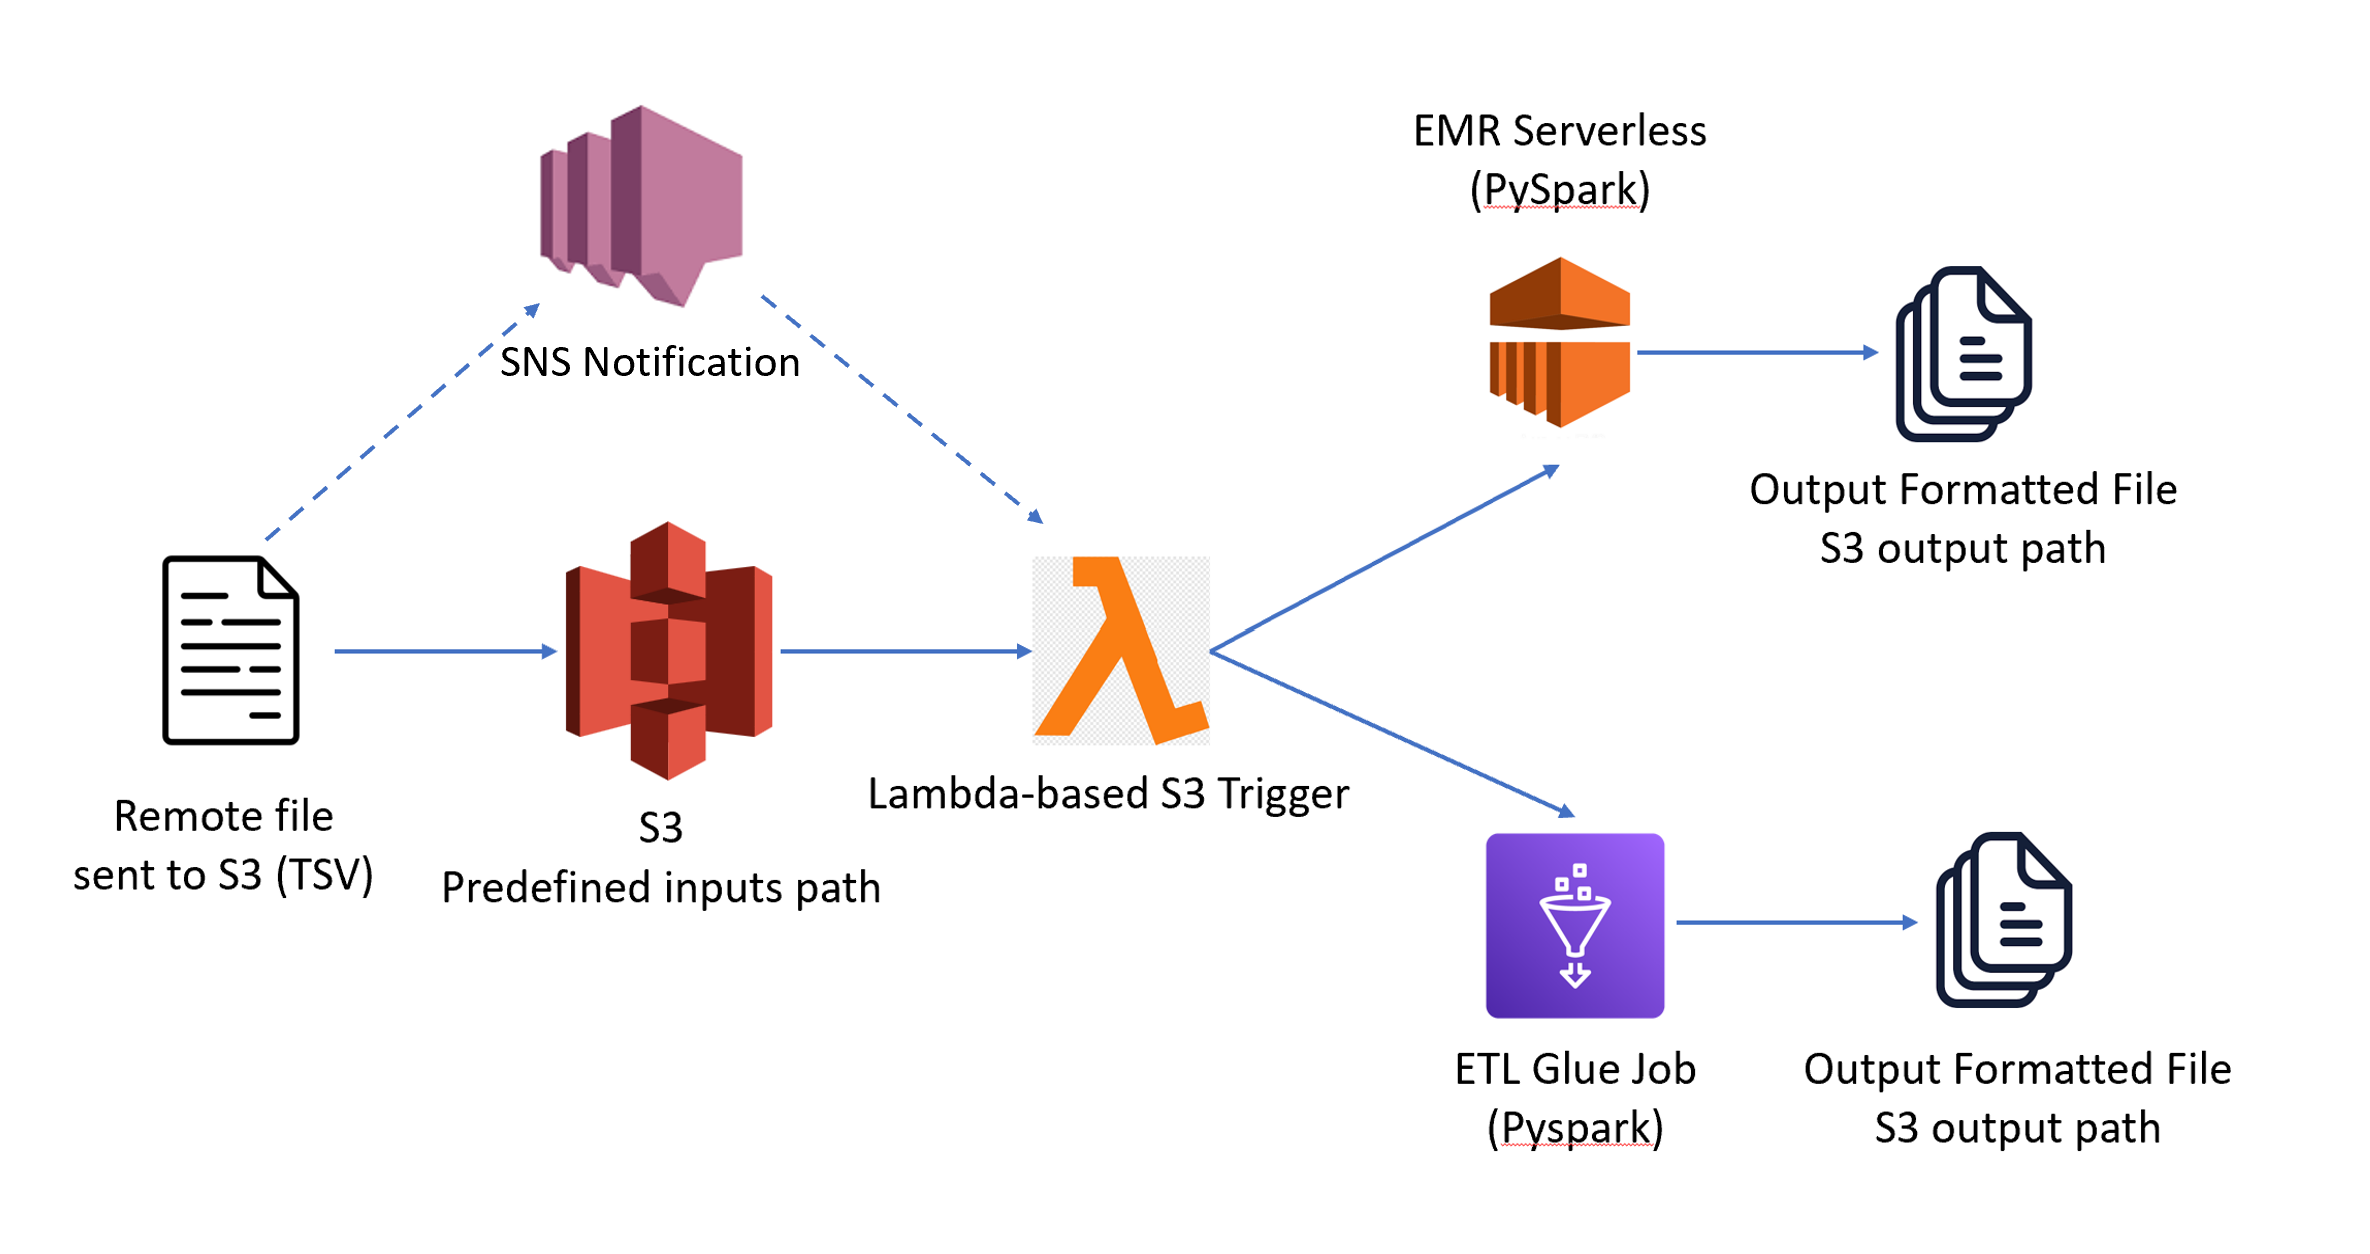 EMR Serverless
(PySpark)
SNS Notification
Output Formatted File
S3 output path
Remote file
sent to S3 (TSV)
S3
Predefined inputs path
Lambda-based S3 Trigger
ETL Glue Job
(Pyspark)
Output Formatted File
S3 output path